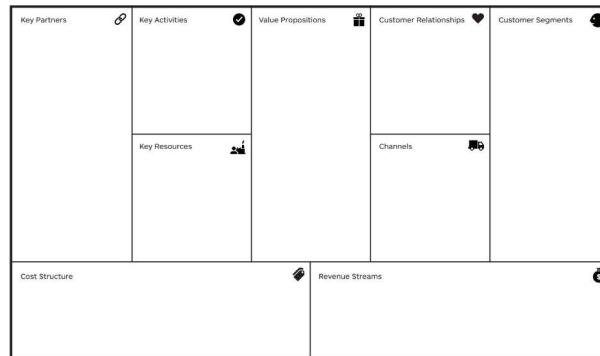 Key Partners
Key Activities
Value Propositions
Customer Relationships
Customer Segments
Key Resources
Channels
Cost Structure
Revenue Streams